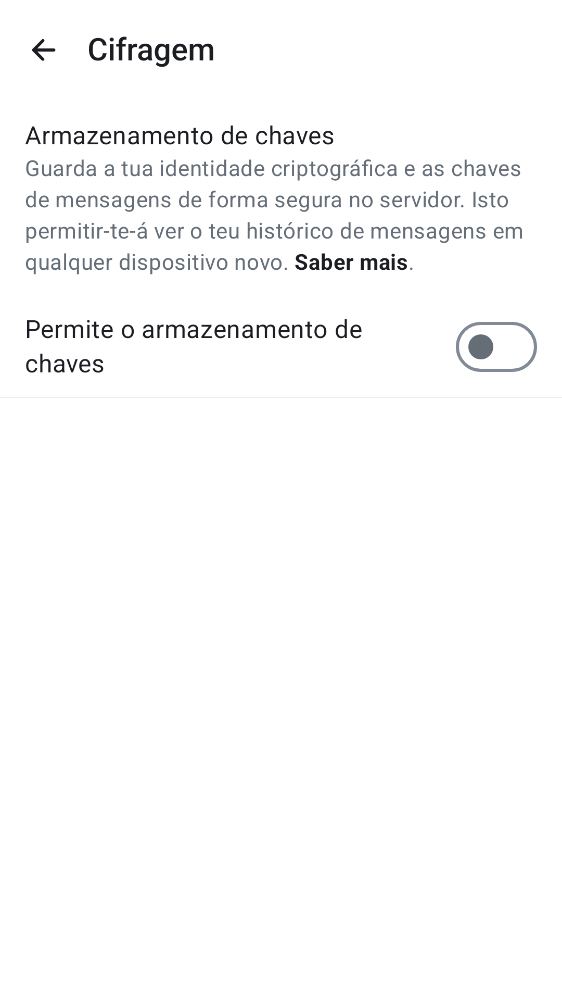 Cifragem
Armazenamento de chaves
Guarda a tua identidade criptográfica e as chaves
de mensagens de forma segura no servidor. Isto
permitir-te-á ver o teu histórico de mensagens em
qualquer dispositivo novo. Saber mais.
Permite o armazenamento de
chaves